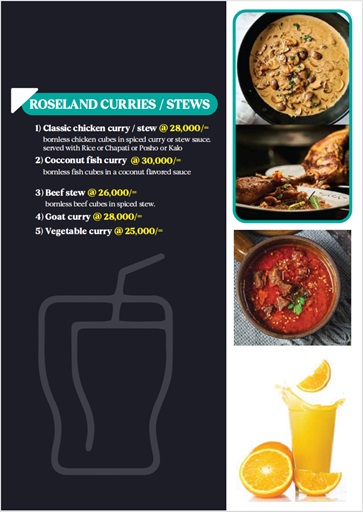 ROSELAND CURRIES / STEWS
1) Classic chicken curry / stew @ 28,000/=
bornless chicken cubes in spiced curry or stew sauce.
served with Rice or Chapati or Posho or Kalo
2) Cocconut fish curry @ 30,000/=
bornless fish cubes in a coconut flavored sauce
3) Beef stew @ 26,000/=
bornless beef cubes in spiced stew.
4) Goat curry @ 28,000/=
5) Vegetable curry @ 25,000/=